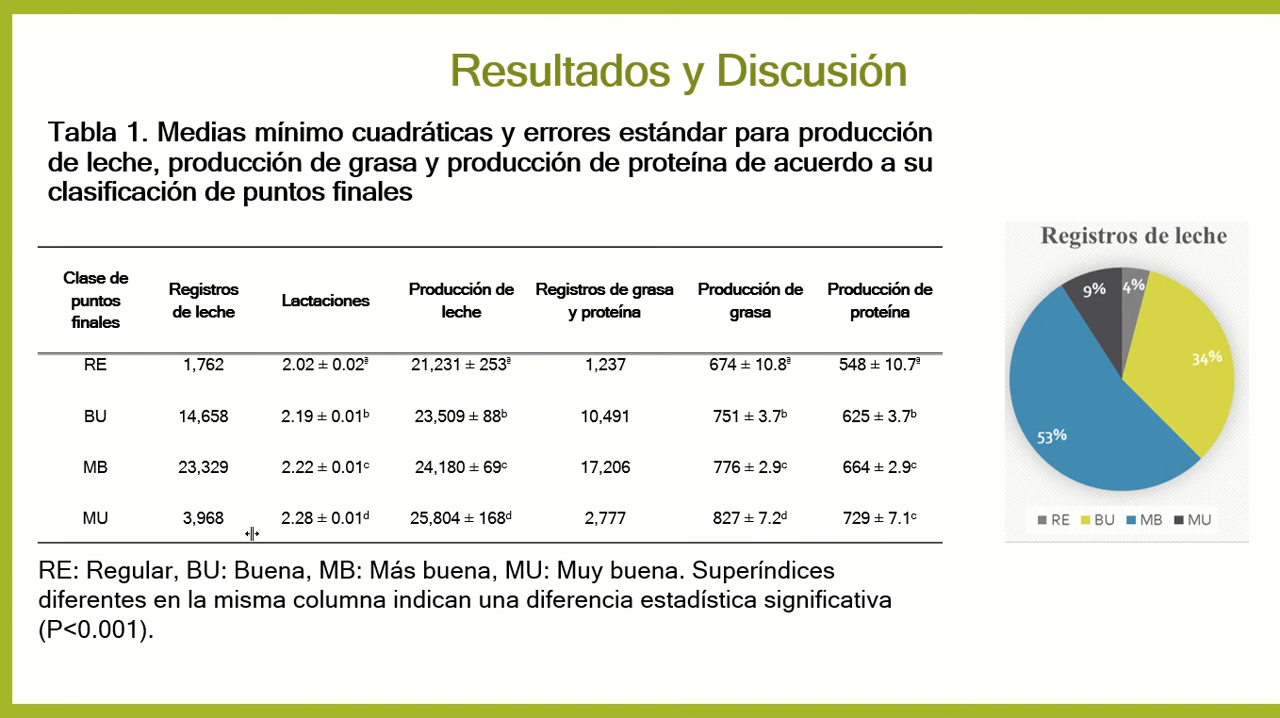 Resultados y Discusión
Tabla 1. Medias mínimo cuadráticas y errores estándar para producción
de leche, producción de grasa y producción de proteína de acuerdo a su
clasificación de puntos finales
Clase de puntos finales Registros de leche Lactaciones Producción de leche Registros de grasa y proteína Producción de grasa Producción de proteína
RE 1,762 2.02 ± 0.02ª 21,231 ± 253ª 1,237 674 ± 10.8ª 548 ± 10.7ª
BU 14,658 2.19 ± 0.01ᵇ 23,509 ± 88ᵇ 10,491 751 ± 3.7ᵇ 625 ± 3.7ᵇ
MB 23,329 2.22 ± 0.01ᶜ 24,180 ± 69ᶜ 17,206 776 ± 2.9ᶜ 664 ± 2.9ᶜ
MU 3,968 2.28 ± 0.01ᵈ 25,804 ± 168ᵈ 2,777 827 ± 7.2ᵈ 729 ± 7.1ᶜ
RE: Regular, BU: Buena, MB: Más buena, MU: Muy buena. Superíndices
diferentes en la misma columna indican una diferencia estadística significativa
(P<0.001).
Registros de leche
9% 4%
34%
53%
RE BU MB MU